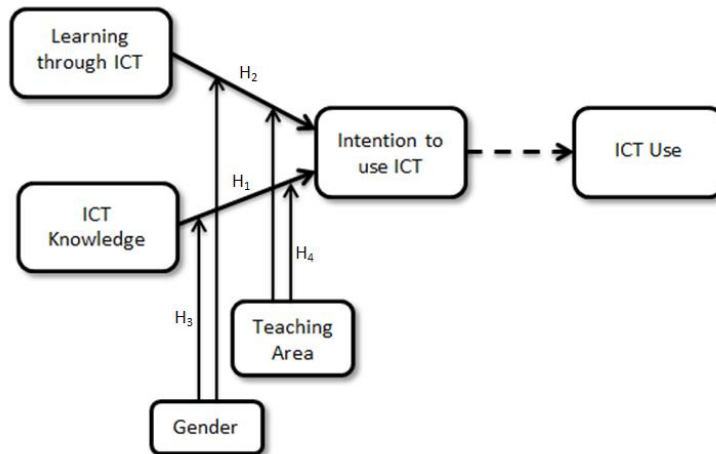 Learning
through ICT
H₂
Intention to
use ICT
ICT Use
H₁
ICT
Knowledge
H₄
H₃
Teaching
Area
Gender